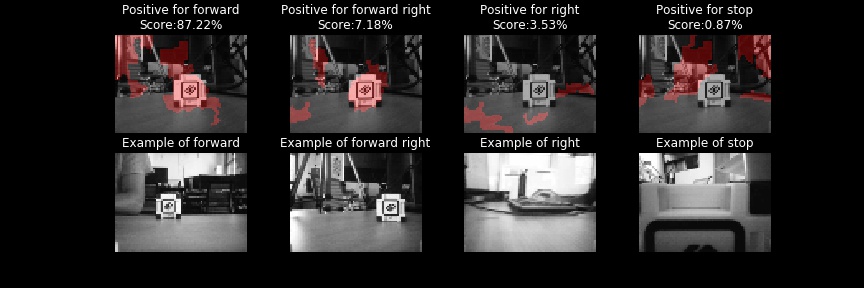 Positive for forward
Score:87.22%
Positive for forward right
Score:7.18%
Positive for right
Score:3.53%
Positive for stop
Score:0.87%
Example of forward
Example of forward right
Example of right
Example of stop